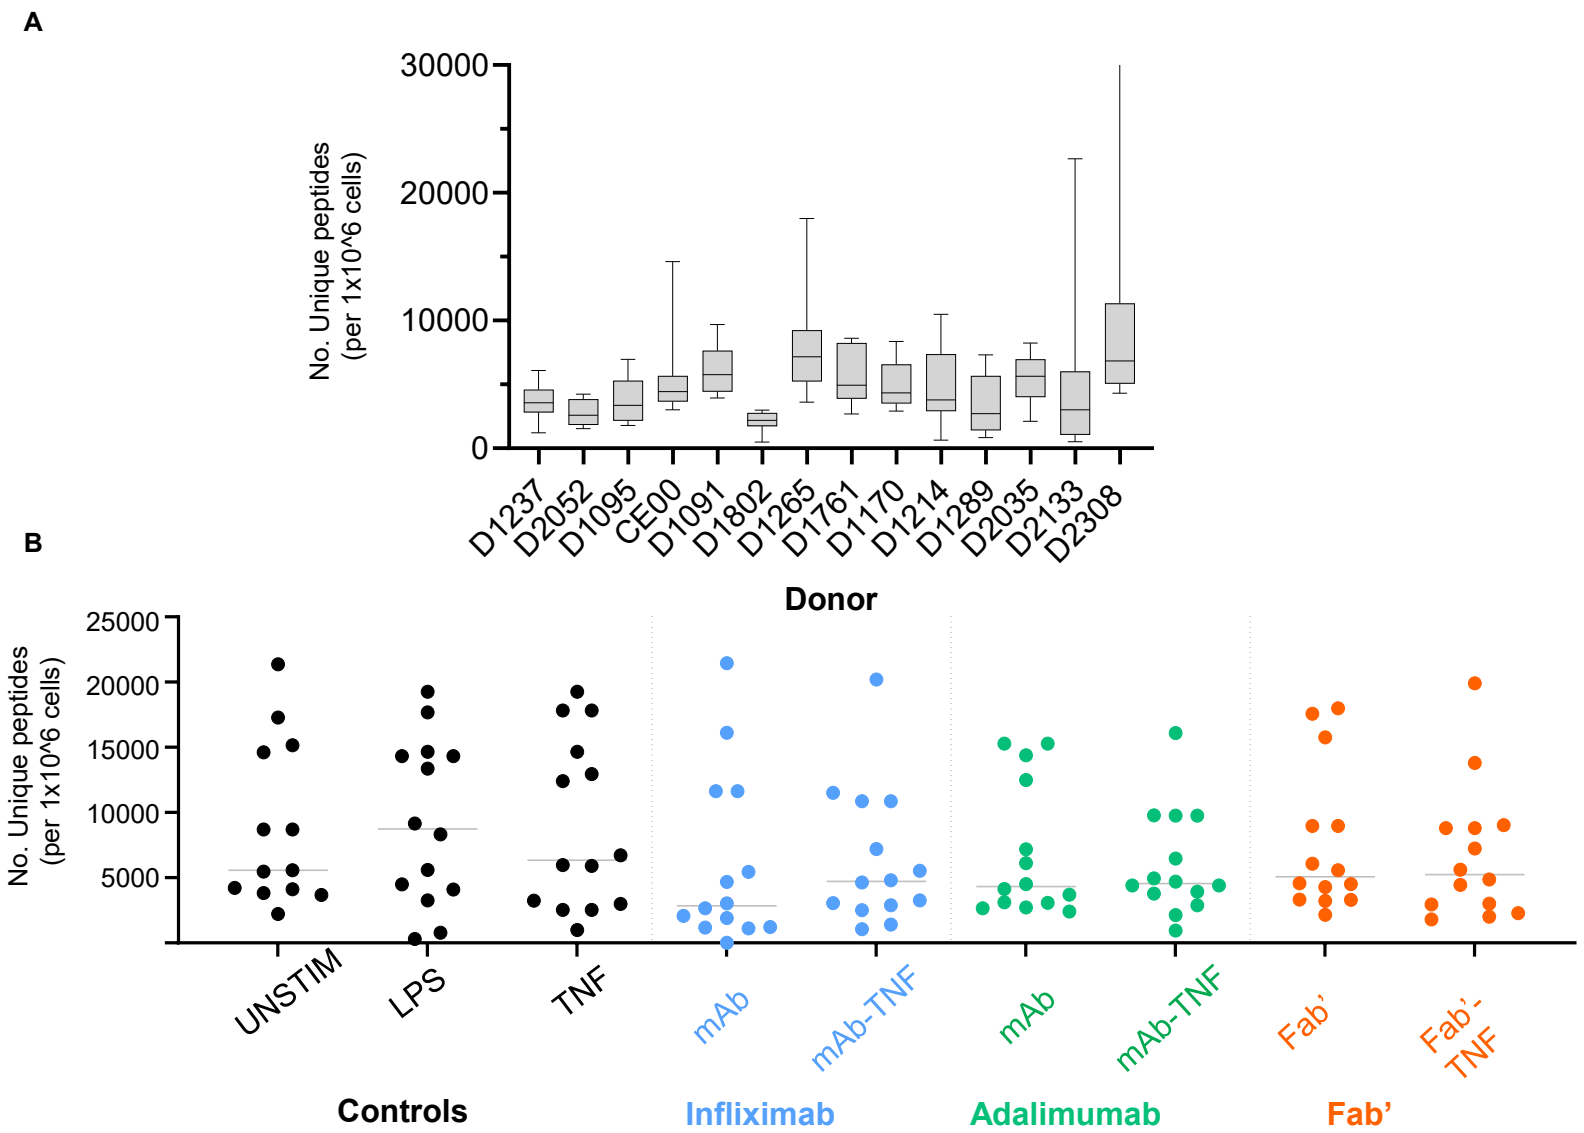 A
No. Unique peptides
(per 1x10^6 cells)
30000
20000
10000
0
D1237
D2052
D1095
CE00
D1091
D1802
D1265
D1761
D1170
D1214
D1289
D2035
D2133
D2308
Donor
B
No. Unique peptides
(per 1x10^6 cells)
25000
20000
15000
10000
5000
UNSTIM
LPS
TNF
mAb
mAb-TNF
mAb
mAb-TNF
Fab’
Fab’-
TNF
Controls
Infliximab
Adalimumab
Fab’